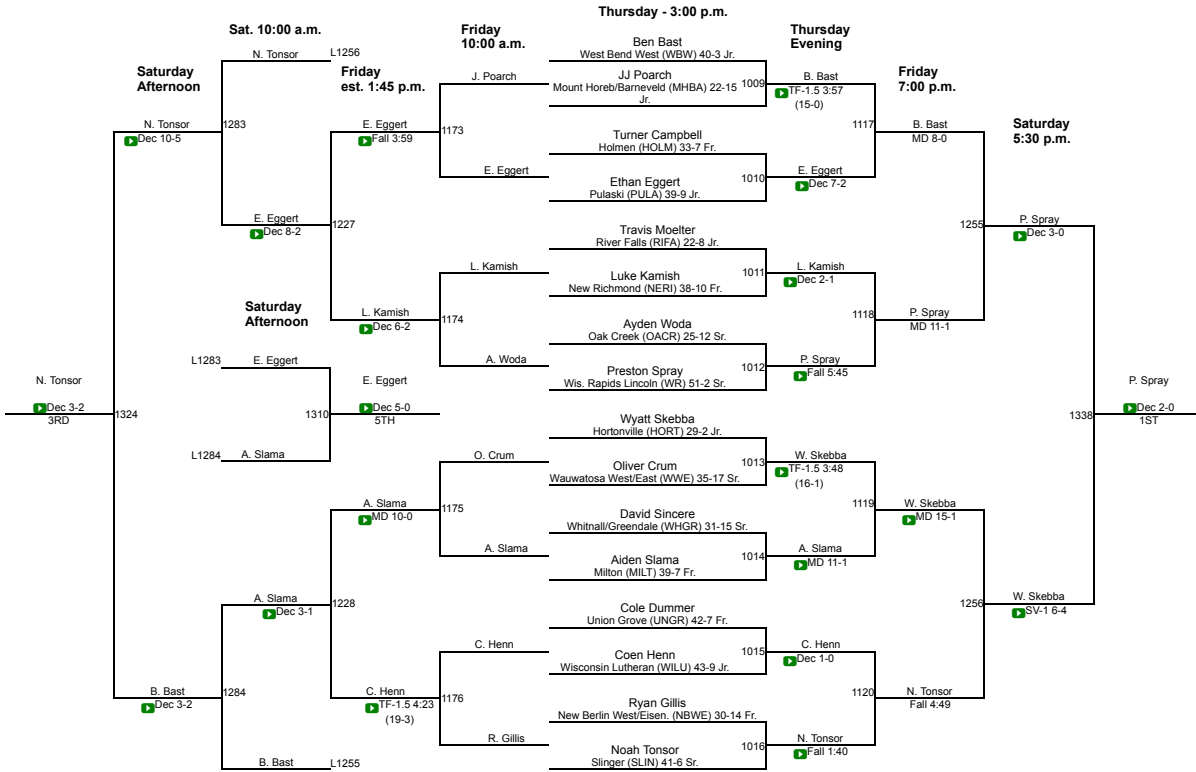 Thursday - 3:00 p.m.
Sat. 10:00 a.m.
Friday
10:00 a.m.
Thursday
Evening
Ben Bast
West Bend West (WBW) 40-3 Jr.
N. Tonsor
L1256
Saturday
Afternoon
Friday
est. 1:45 p.m.
Friday
7:00 p.m.
J. Poarch
JJ Poarch
Mount Horeb/Barneveld (MHBA) 22-15
Jr.
1009
B. Bast
TF-1.5 3:57
(15-0)
N. Tonsor
Dec 10-5
1283
E. Eggert
Fall 3:59
1173
Turner Campbell
Holmen (HOLM) 33-7 Fr.
1117
B. Bast
MD 8-0
Saturday
5:30 p.m.
E. Eggert
Ethan Eggert
Pulaski (PULA) 39-9 Jr.
1010
E. Eggert
Dec 7-2
E. Eggert
Dec 8-2
1227
Travis Moelter
River Falls (RIFA) 22-8 Jr.
1255
P. Spray
Dec 3-0
L. Kamish
Luke Kamish
New Richmond (NERI) 38-10 Fr.
1011
L. Kamish
Dec 2-1
Saturday
Afternoon
L. Kamish
Dec 6-2
1174
Ayden Woda
Oak Creek (OACR) 25-12 Sr.
1118
P. Spray
MD 11-1
L1283
E. Eggert
A. Woda
Preston Spray
Wis. Rapids Lincoln (WR) 51-2 Sr.
1012
P. Spray
Fall 5:45
N. Tonsor
Dec 3-2
3RD
1324
1310
E. Eggert
Dec 5-0
5TH
Wyatt Skebba
Hortonville (HORT) 29-2 Jr.
1338
P. Spray
Dec 2-0
1ST
L1284
A. Slama
O. Crum
Oliver Crum
Wauwatosa West/East (WWE) 35-17 Sr.
1013
W. Skebba
TF-1.5 3:48
(16-1)
A. Slama
MD 10-0
1175
David Sincere
Whitnall/Greendale (WHGR) 31-15 Sr.
1119
W. Skebba
MD 15-1
A. Slama
Aiden Slama
Milton (MILT) 39-7 Fr.
1014
A. Slama
MD 11-1
A. Slama
Dec 3-1
1228
Cole Dummer
Union Grove (UNGR) 42-7 Fr.
1256
W. Skebba
SV-1 6-4
C. Henn
Coen Henn
Wisconsin Lutheran (WILU) 43-9 Jr.
1015
C. Henn
Dec 1-0
B. Bast
Dec 3-2
1284
C. Henn
TF-1.5 4:23
(19-3)
1176
Ryan Gillis
New Berlin West/Eisen. (NBWE) 30-14 Fr.
1120
N. Tonsor
Fall 4:49
R. Gillis
Noah Tonsor
Slinger (SLIN) 41-6 Sr.
1016
N. Tonsor
Fall 1:40
B. Bast
L1255